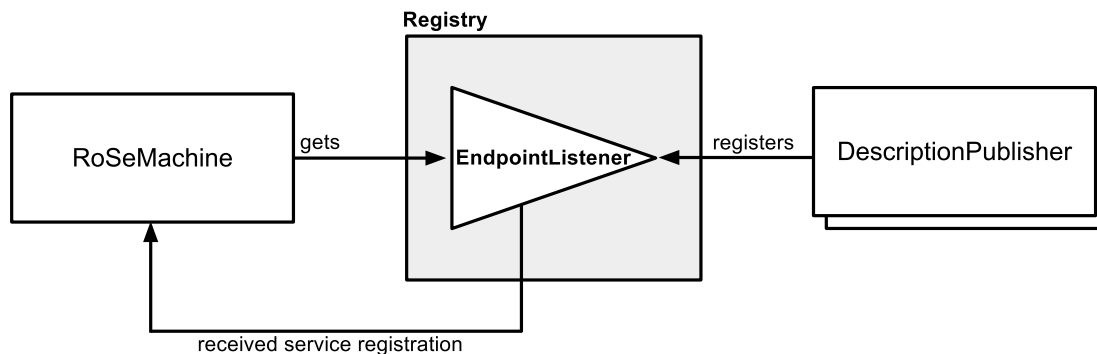 Registry
RoSeMachine
gets
EndpointListener
registers
DescriptionPublisher
received service registration